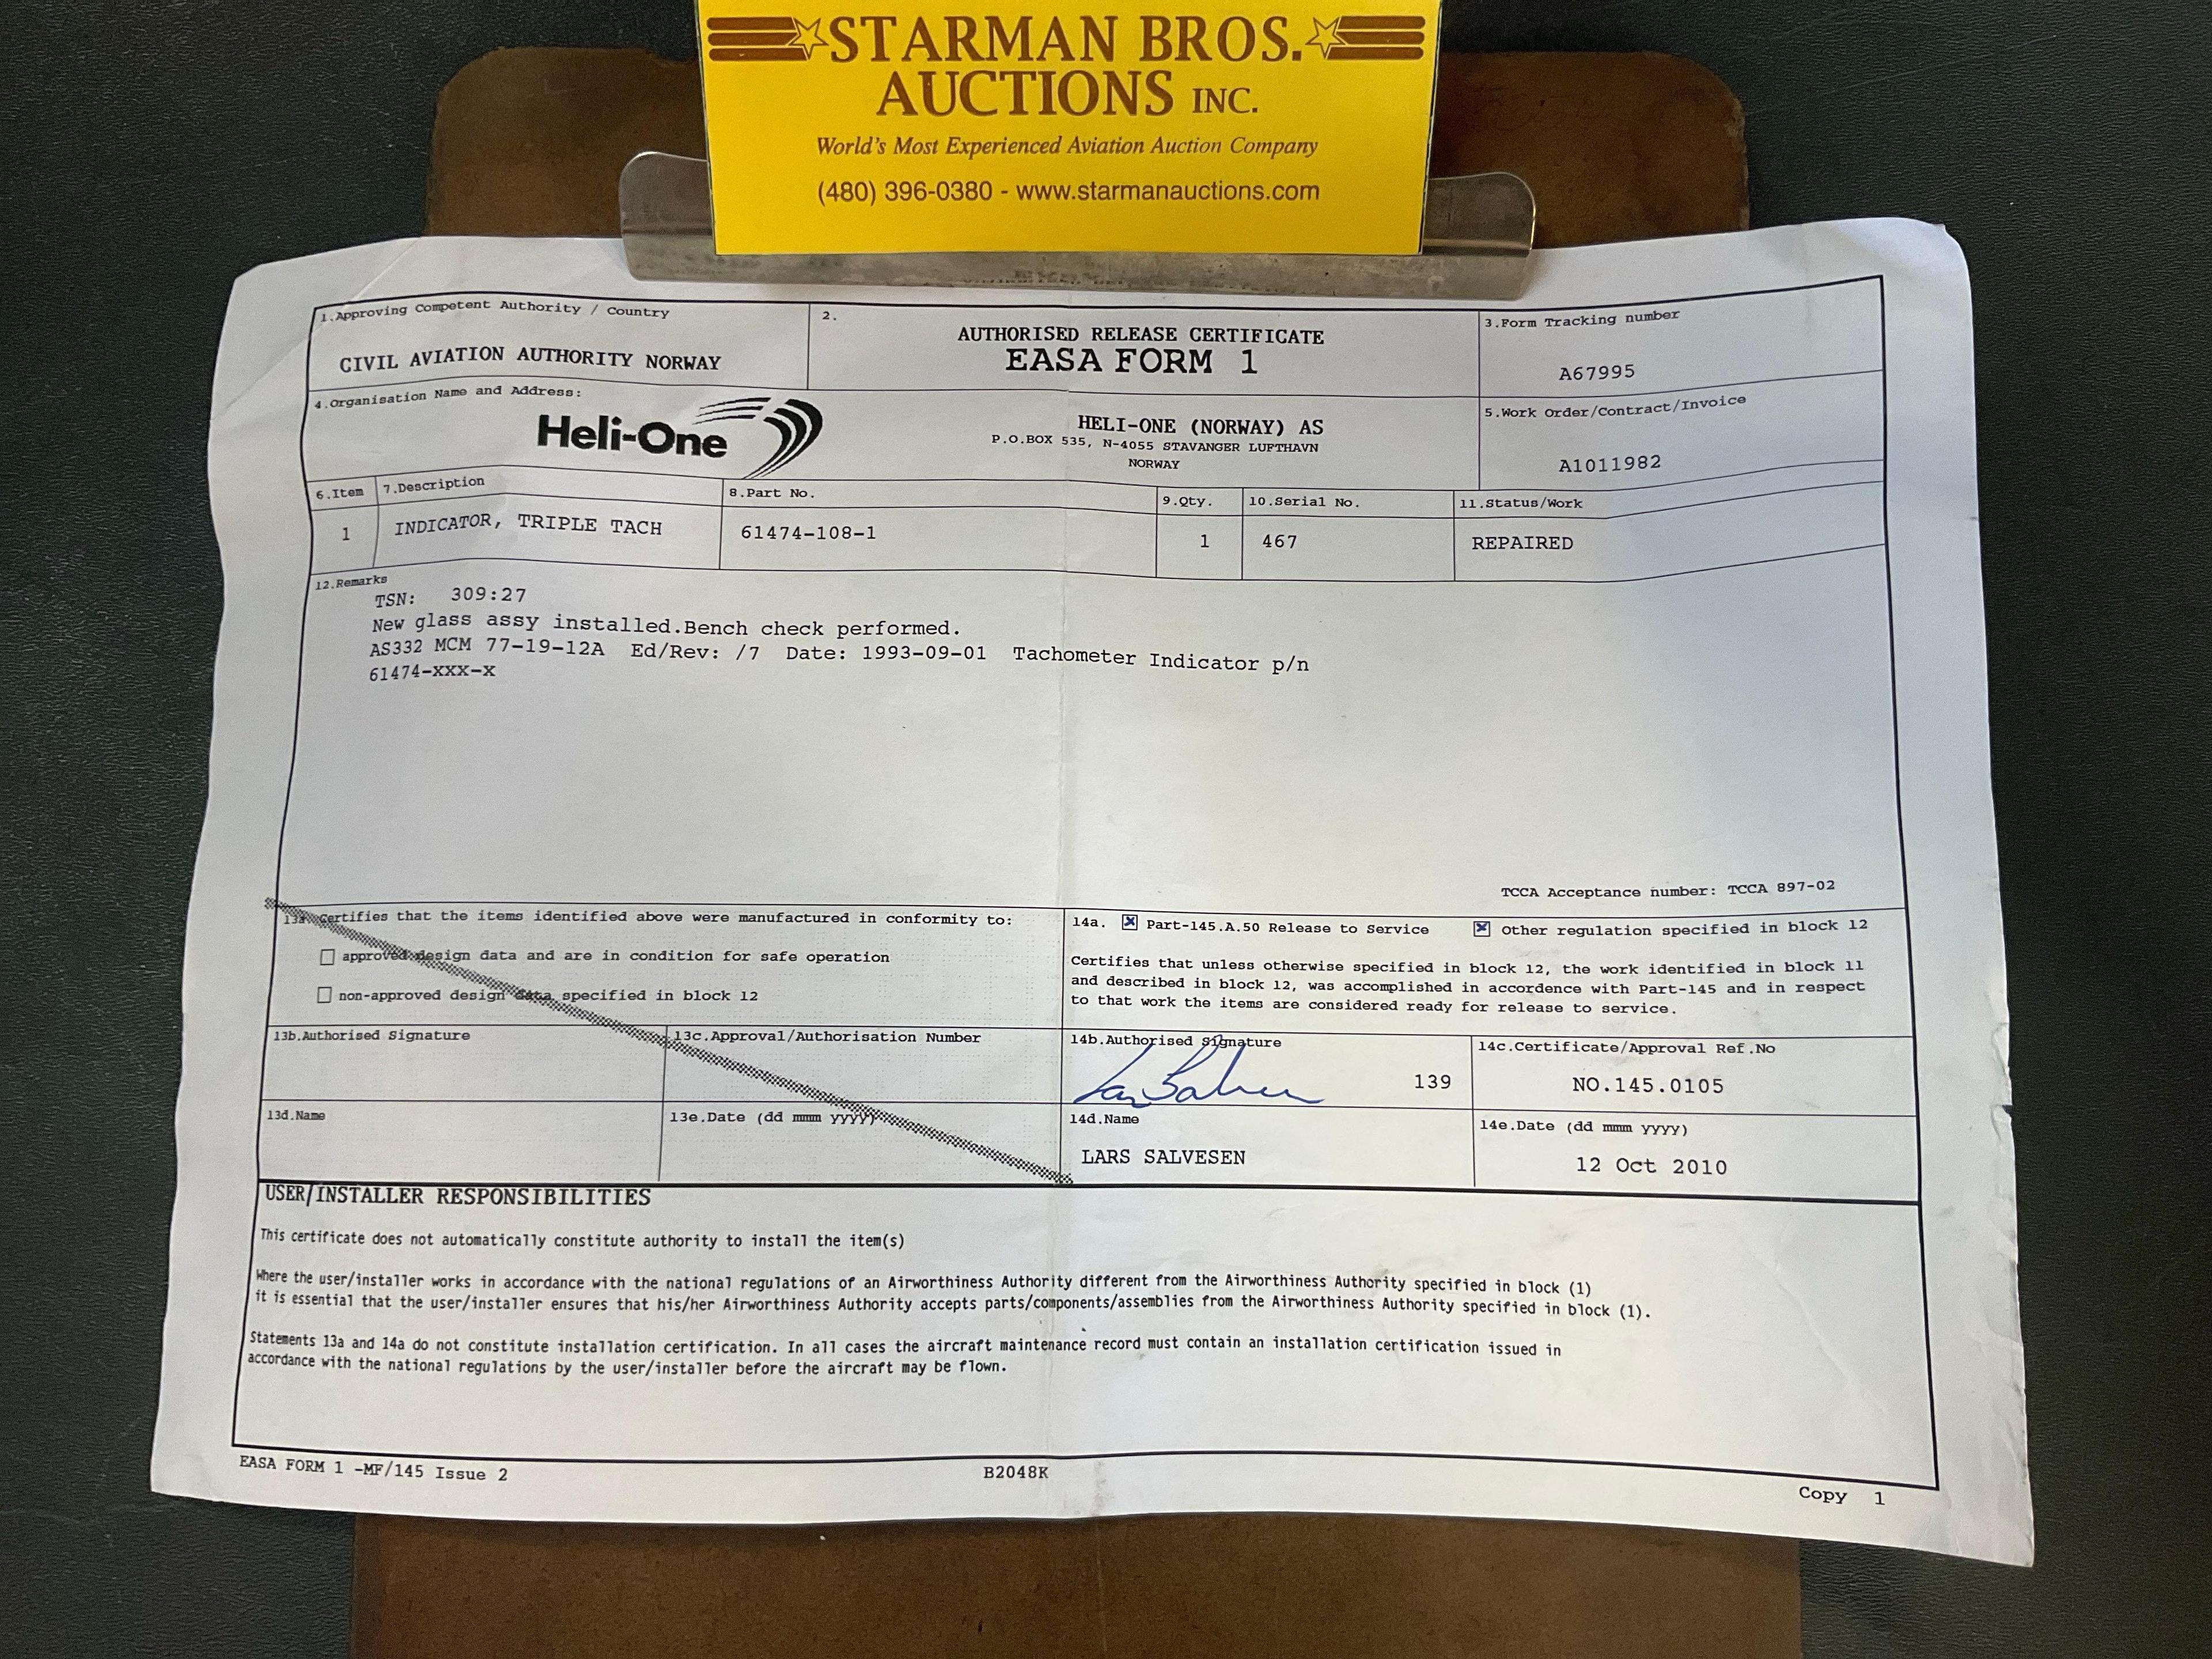 STARMAN BROS.
AUCTIONS INC.
World's Most Experienced Aviation Auction Company
(480) 396-0380 - www.starmanauctions.com
1.Approving Competent Authority / Country
CIVIL AVIATION AUTHORITY NORWAY
2.
AUTHORISED RELEASE CERTIFICATE
EASA FORM 1
3.Form Tracking number
A67995
4.Organisation Name and Address:
Heli-One
HELI-ONE (NORWAY) AS
P.O.BOX 535, N-4055 STAVANGER LUFTHAVN
NORWAY
5.Work Order/Contract/Invoice
A1011982
6.Item 7.Description 8.Part No. 9.Qty. 10.Serial No. 11.Status/Work
1 INDICATOR, TRIPLE TACH 61474-108-1 1 467 REPAIRED
12.Remarks
TSN: 309:27
New glass assy installed.Bench check performed.
AS332 MCM 77-19-12A Ed/Rev: /7 Date: 1993-09-01 Tachometer Indicator p/n
61474-XXX-X
TCCA Acceptance number: TCCA 897-02
13a. Certifies that the items identified above were manufactured in conformity to:
approved design data and are in condition for safe operation
non-approved design data specified in block 12
14a. Part-145.A.50 Release to Service Other regulation specified in block 12
Certifies that unless otherwise specified in block 12, the work identified in block 11
and described in block 12, was accomplished in accordance with Part-145 and in respect
to that work the items are considered ready for release to service.
13b.Authorised Signature
13c.Approval/Authorisation Number
14b.Authorised Signature
139
14c.Certificate/Approval Ref.No
NO.145.0105
13d.Name
13e.Date (dd mmm yyyy)
14d.Name
LARS SALVESEN
14e.Date (dd mmm yyyy)
12 Oct 2010
USER/INSTALLER RESPONSIBILITIES
This certificate does not automatically constitute authority to install the item(s)
Where the user/installer works in accordance with the national regulations of an Airworthiness Authority different from the Airworthiness Authority specified in block (1)
it is essential that the user/installer ensures that his/her Airworthiness Authority accepts parts/components/assemblies from the Airworthiness Authority specified in block (1).
Statements 13a and 14a do not constitute installation certification. In all cases the aircraft maintenance record must contain an installation certification issued in
accordance with the national regulations by the user/installer before the aircraft may be flown.
EASA FORM 1 -MF/145 Issue 2
B2048K
Copy 1